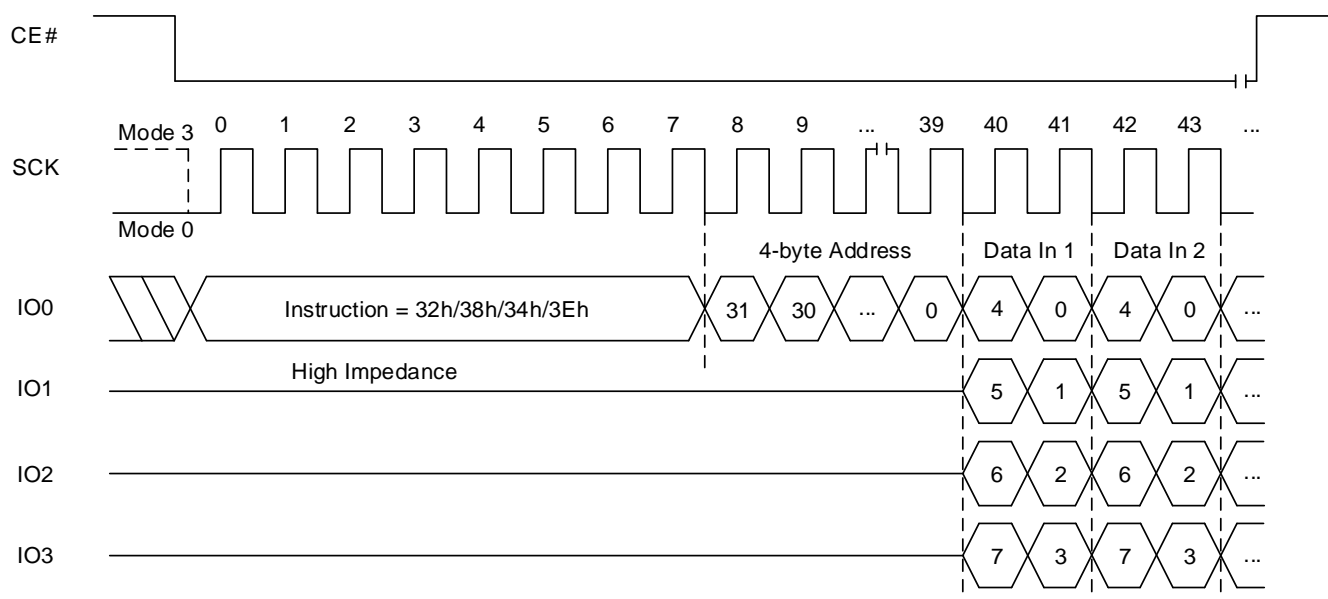 CE#
0 1 2 3 4 5 6 7 8 9 ... 39 40 41 42 43 ...
Mode 3
SCK
Mode 0
4-byte Address Data In 1 Data In 2
IO0 Instruction = 32h/38h/34h/3Eh 31 30 ... 0 4 0 4 0 ...
High Impedance
IO1 5 1 5 1 ...
IO2 6 2 6 2 ...
IO3 7 3 7 3 ...